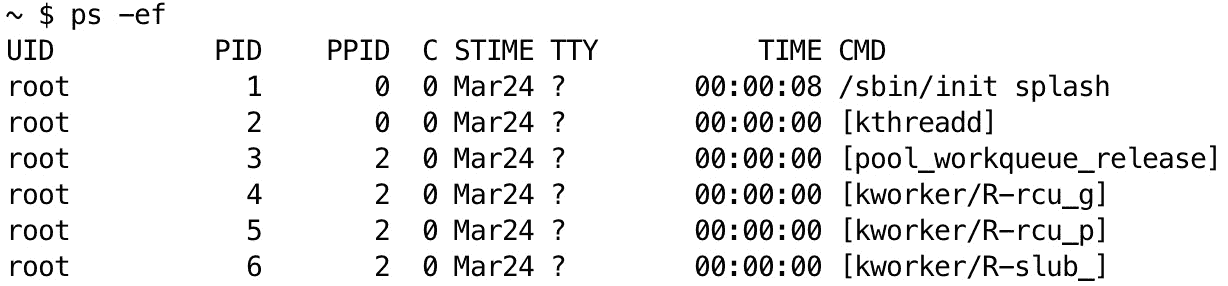 ~ $ ps -ef
UID          PID    PPID  C STIME TTY          TIME CMD
root           1       0  0 Mar24 ?        00:00:08 /sbin/init splash
root           2       0  0 Mar24 ?        00:00:00 [kthreadd]
root           3       2  0 Mar24 ?        00:00:00 [pool_workqueue_release]
root           4       2  0 Mar24 ?        00:00:00 [kworker/R-rcu_g]
root           5       2  0 Mar24 ?        00:00:00 [kworker/R-rcu_p]
root           6       2  0 Mar24 ?        00:00:00 [kworker/R-slub_]